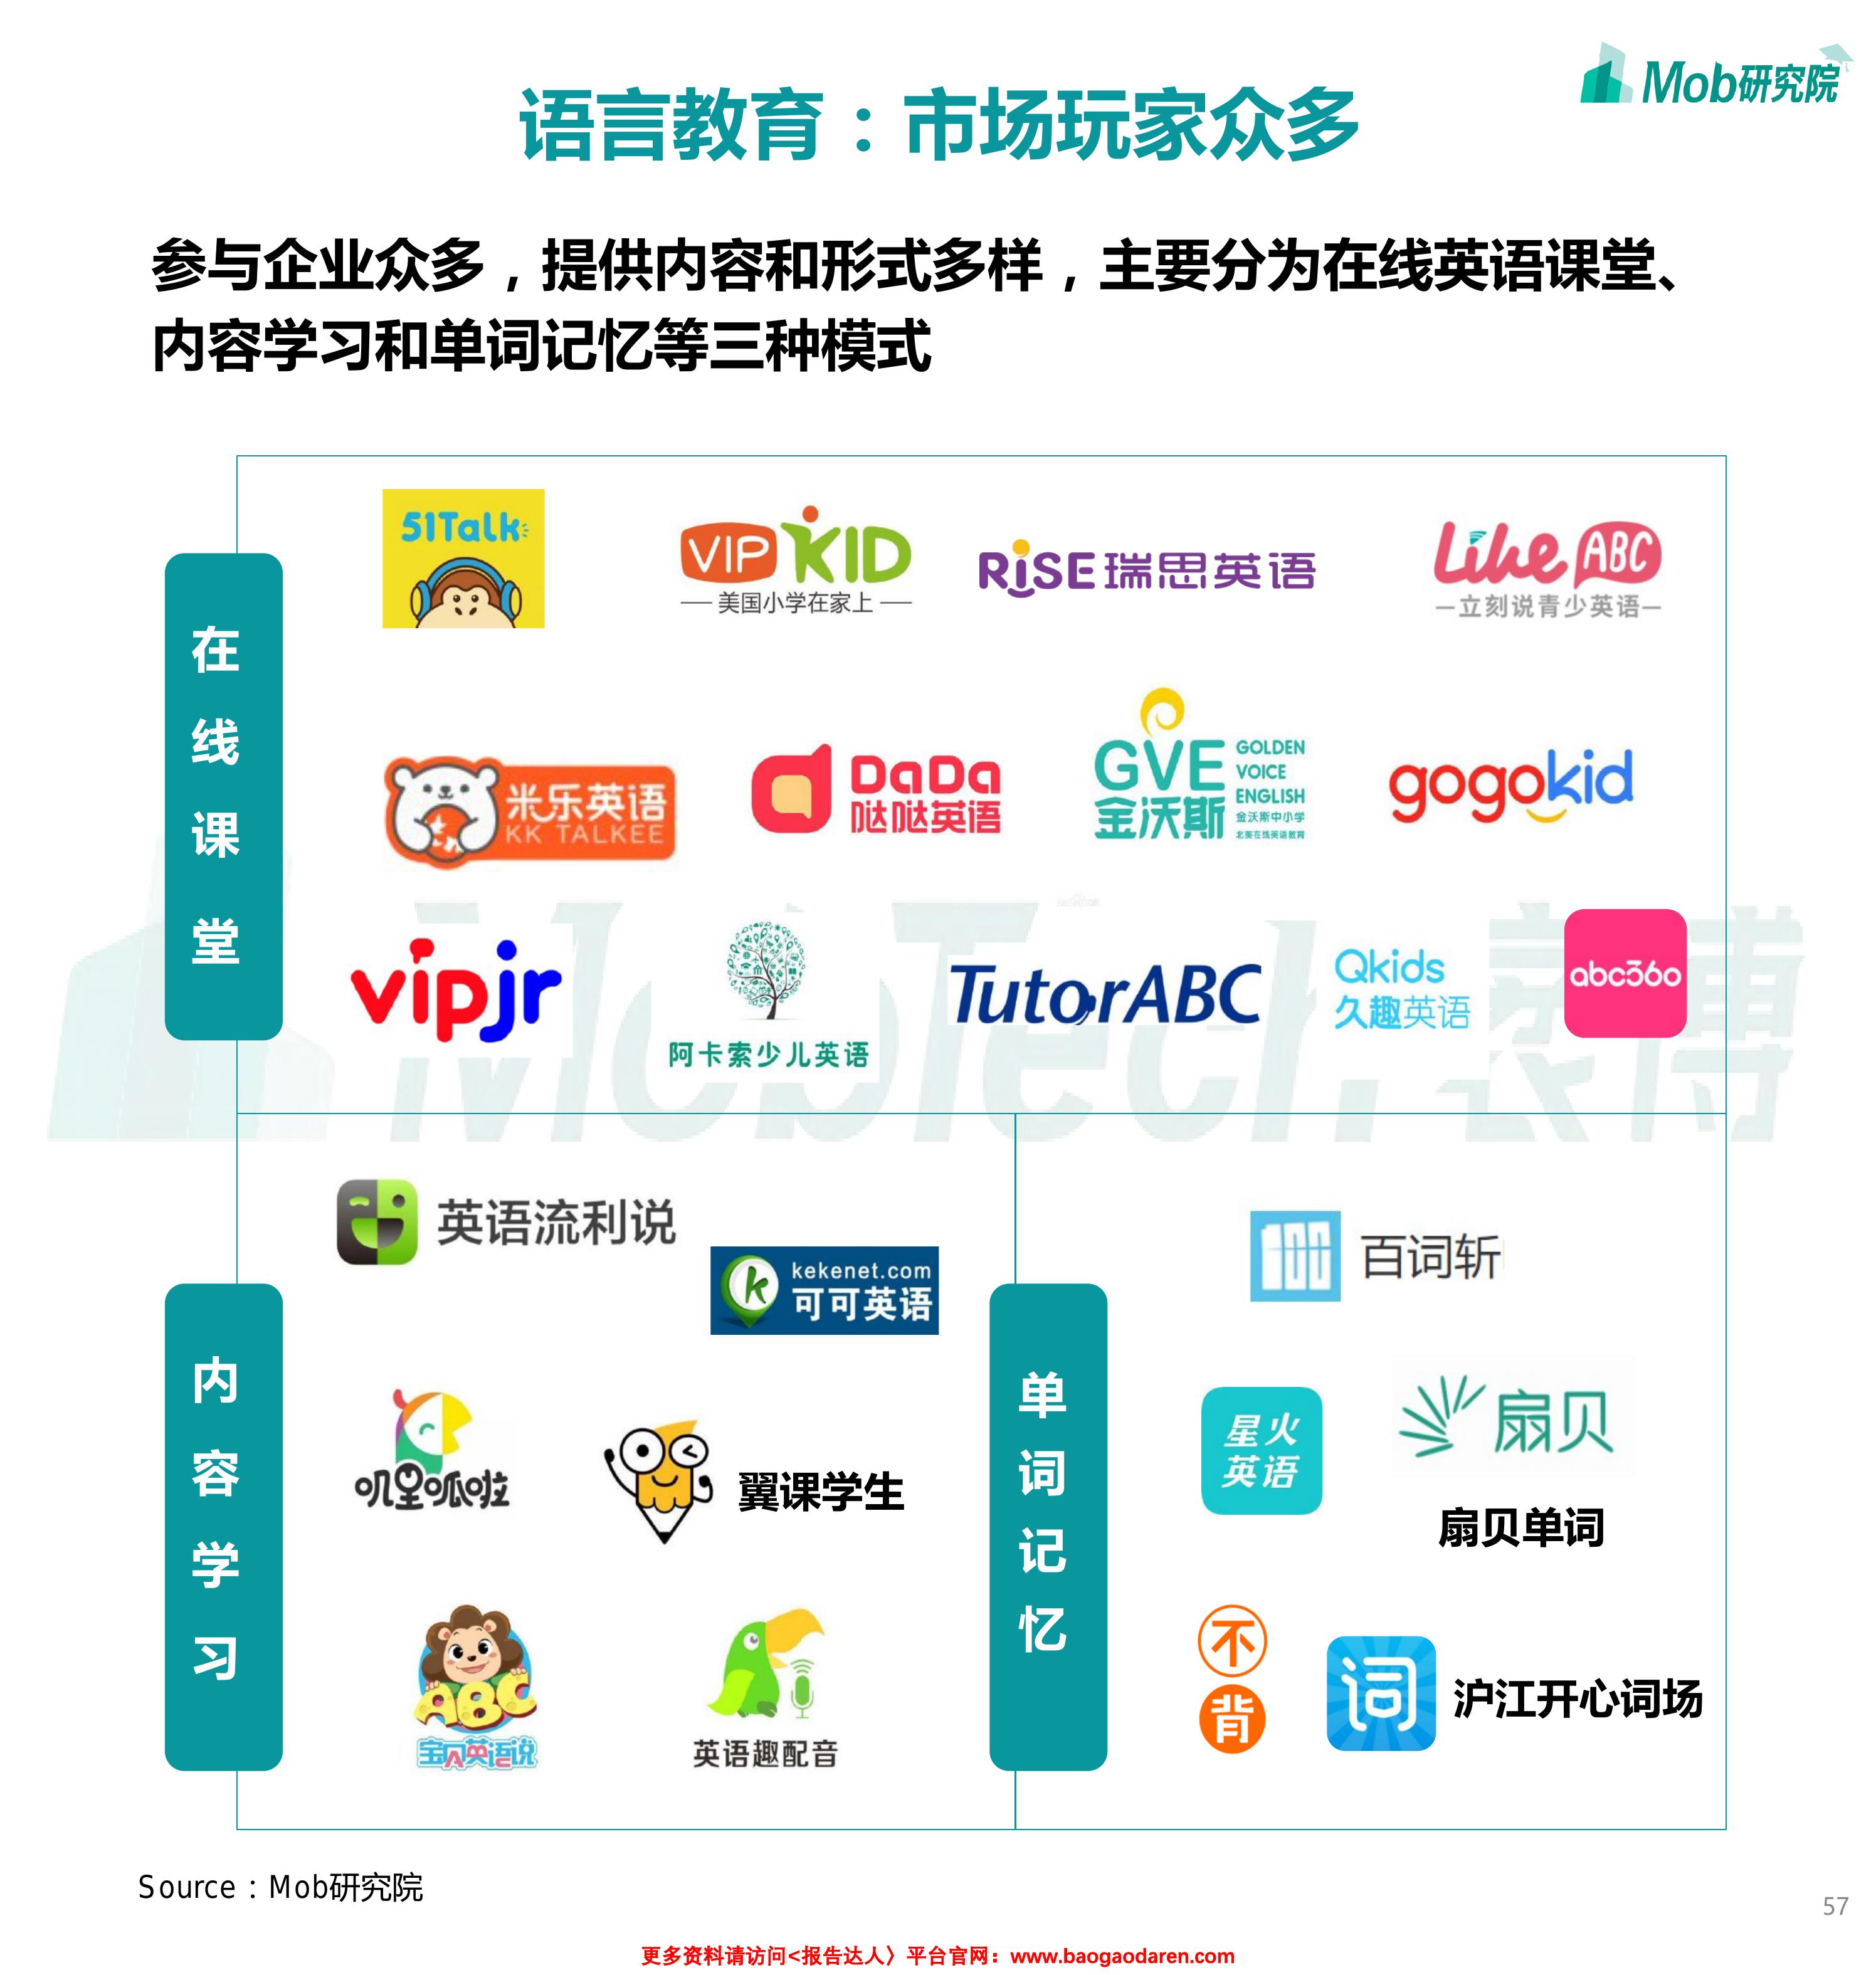 Mob研究院
语言教育：市场玩家众多
参与企业众多，提供内容和形式多样，主要分为在线英语课堂、
内容学习和单词记忆等三种模式
在线课堂
51Talk
VIPKID
美国小学在家上
RiSE瑞思英语
Like ABC
立刻说青少英语
米乐英语
KK TALKEE
DaDa
哒哒英语
GVE
金沃斯
GOLDEN
VOICE
ENGLISH
金沃斯中小学
北美在线英语教育
gogokid
vipjr
阿卡索少儿英语
TutorABC
Qkids
久趣英语
abc360
MobTech 袤博
内容学习
英语流利说
kekenet.com
可可英语
叽里呱啦
翼课学生
ABC
宝贝英语说
英语趣配音
单词记忆
100
百词斩
星火
英语
扇贝
扇贝单词
不
背
词
沪江开心词场
Source：Mob研究院
57
更多资料请访问<报告达人〉平台官网：www.baogaodaren.com